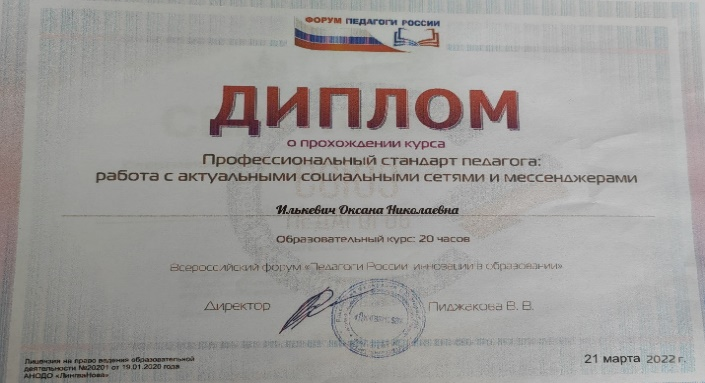 ФОРУМ ПЕДАГОГИ РОССИИ
ДИПЛОМ
о прохождении курса
Профессиональный стандарт педагога:
работа с актуальными социальными сетями и мессенджерами
Илькевич Оксана Николаевна
Образовательный курс: 20 часов
Всероссийский форум «Педагоги России: инновации в образовании»
Директор Пиджакова В. В.
Лицензия на право ведения образовательной
деятельности №20201 от 19.01.2020 года
АНОДО «ЛингваНова»
21 марта 2022 г.